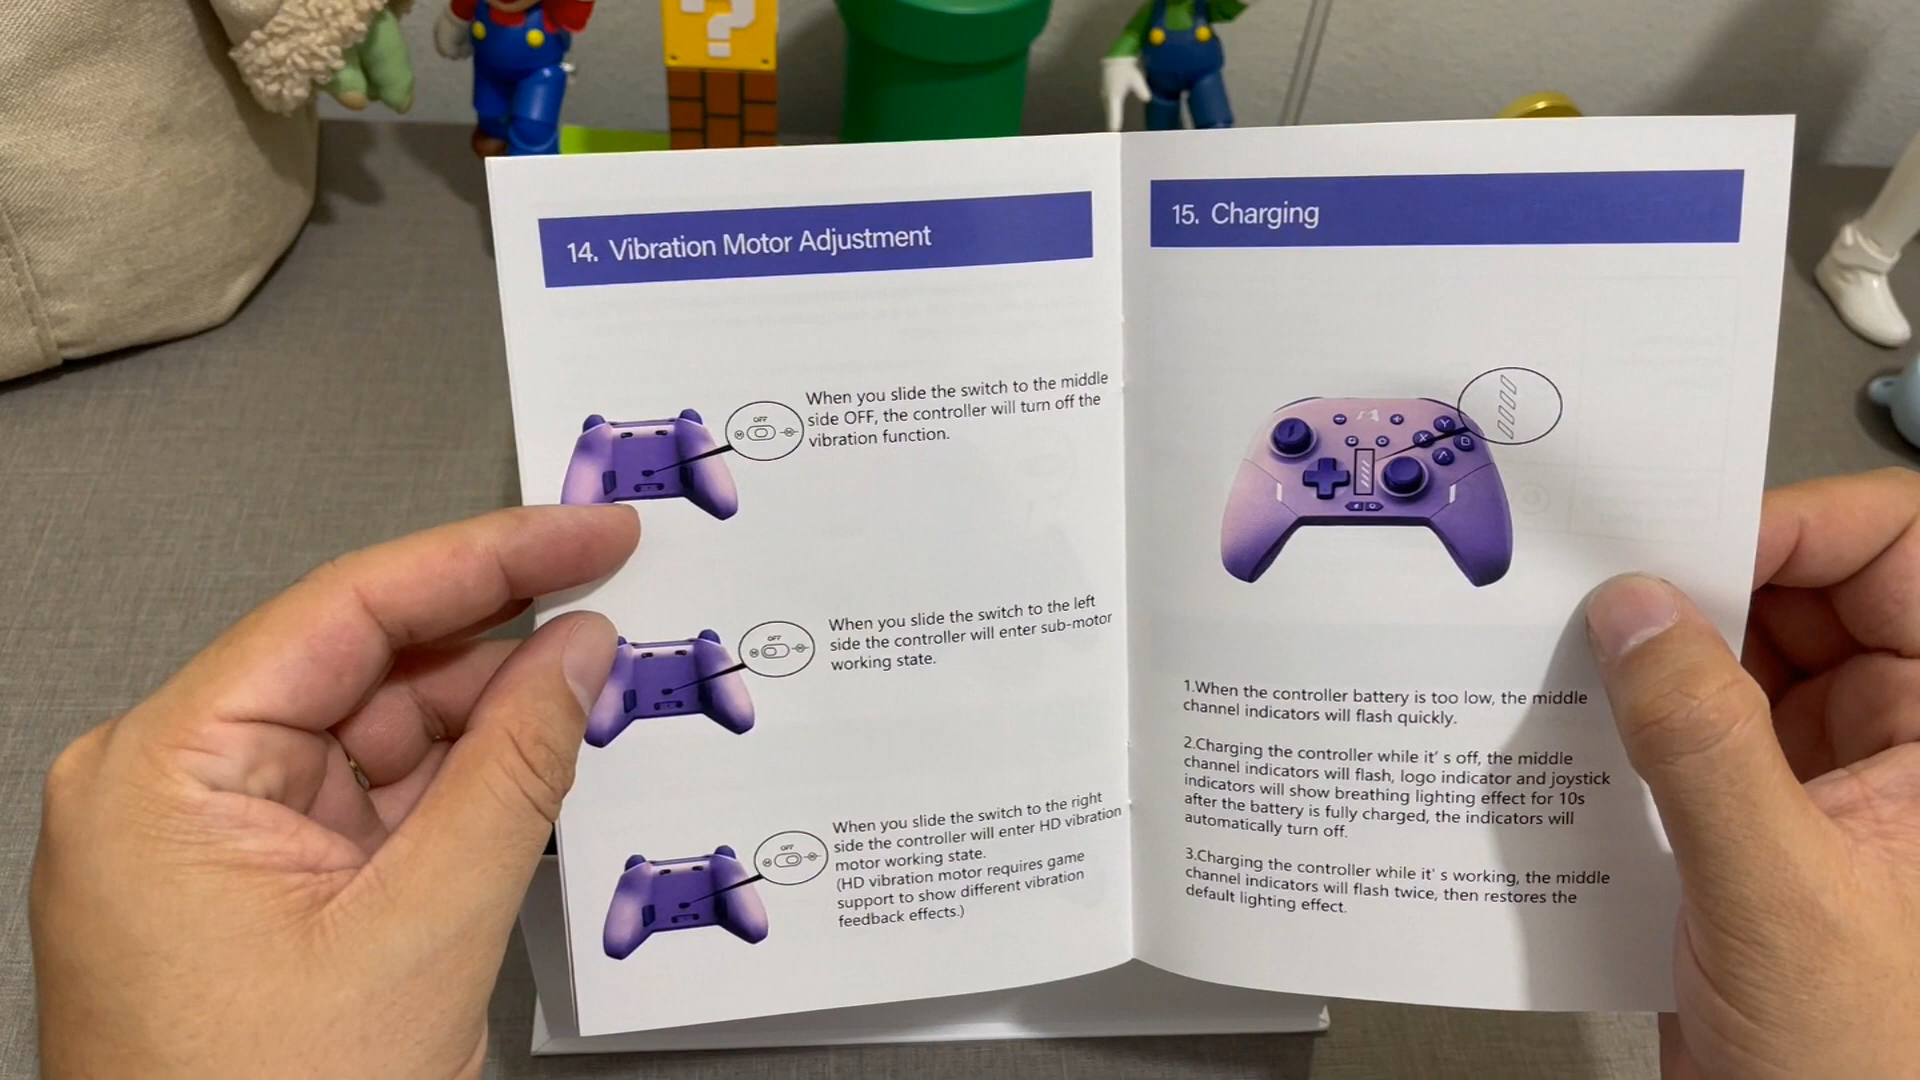 14. Vibration Motor Adjustment
OFF
When you slide the switch to the middle
side OFF, the controller will turn off the
vibration function.
OFF
When you slide the switch to the left
side the controller will enter sub-motor
working state.
OFF
When you slide the switch to the right
side the controller will enter HD vibration
motor working state.
(HD vibration motor requires game
support to show different vibration
feedback effects.)
15. Charging
Y
X
1.When the controller battery is too low, the middle
channel indicators will flash quickly.
2.Charging the controller while it' s off, the middle
channel indicators will flash, logo indicator and joystick
indicators will show breathing lighting effect for 10s
after the battery is fully charged, the indicators will
automatically turn off.
3.Charging the controller while it' s working, the middle
channel indicators will flash twice, then restores the
default lighting effect.